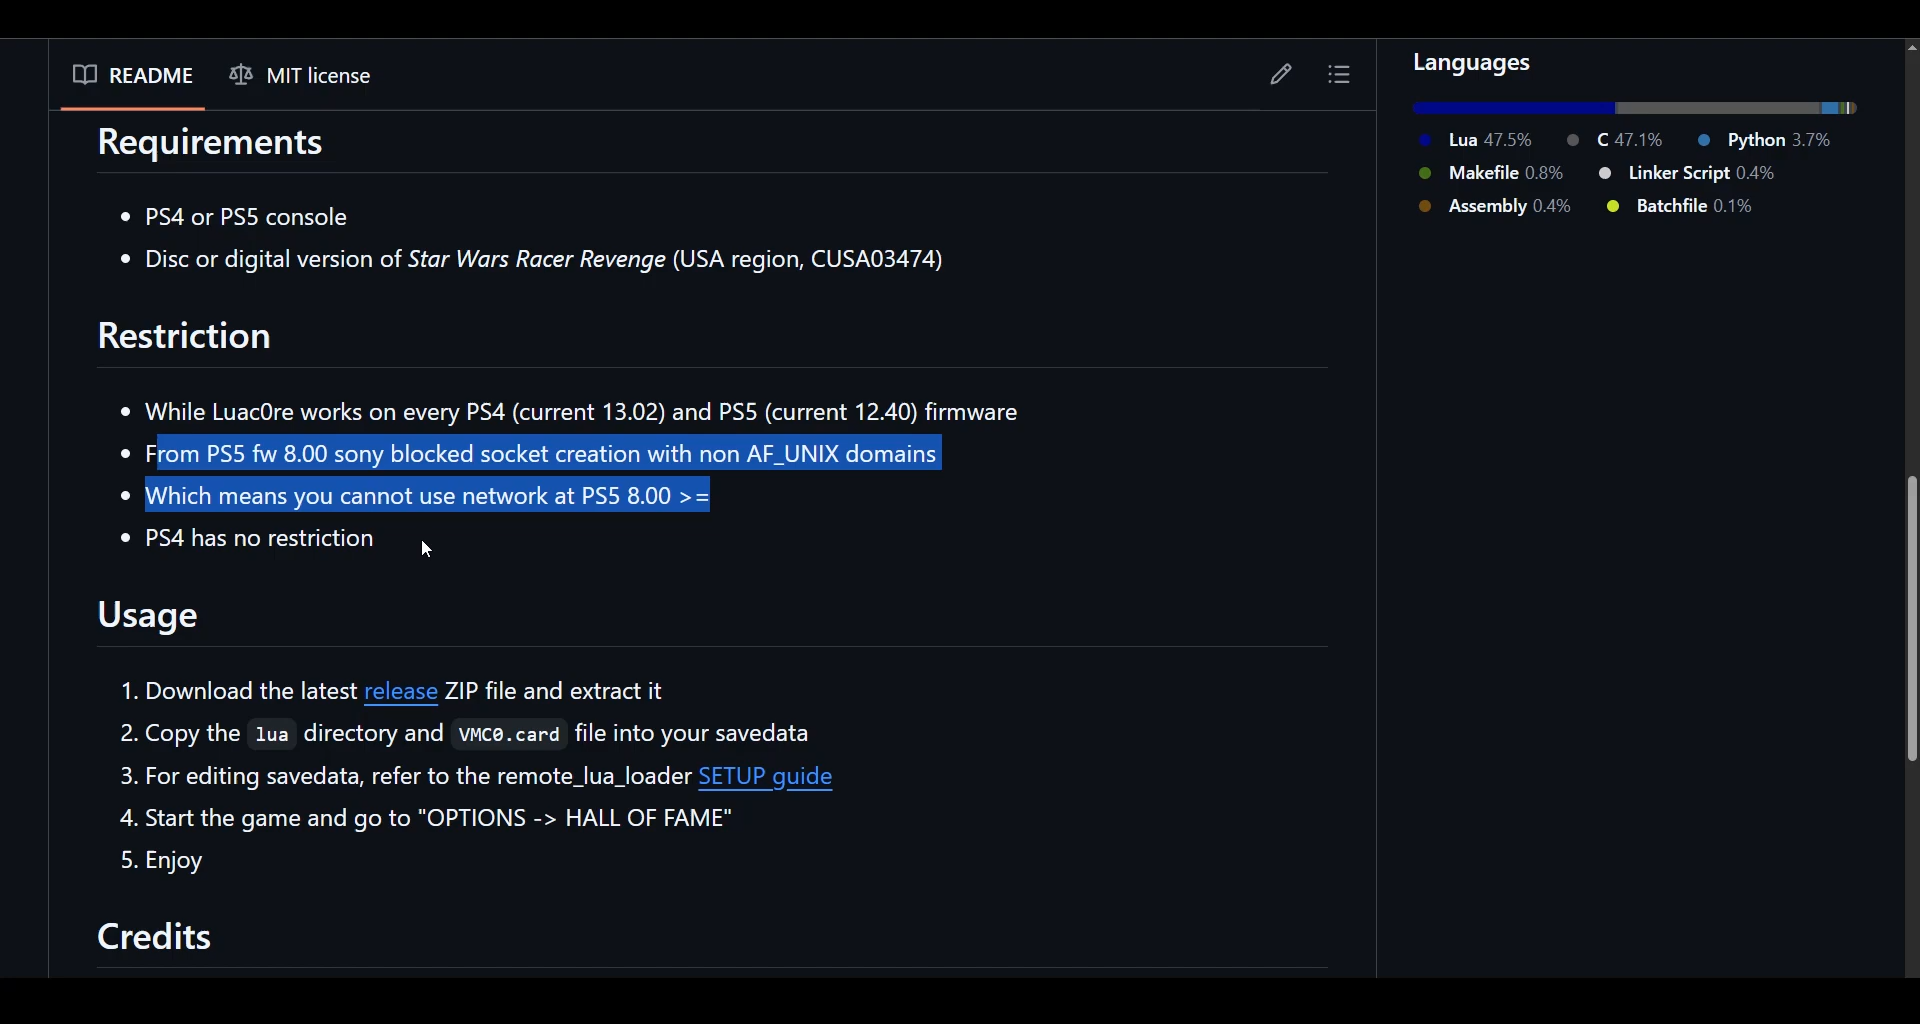 README
MIT license
Requirements
• PS4 or PS5 console
• Disc or digital version of Star Wars Racer Revenge (USA region, CUSA03474)
Restriction
• While Luac0re works on every PS4 (current 13.02) and PS5 (current 12.40) firmware
• From PS5 fw 8.00 sony blocked socket creation with non AF_UNIX domains
• Which means you cannot use network at PS5 8.00 >=
• PS4 has no restriction
Usage
1. Download the latest release ZIP file and extract it
2. Copy the lua directory and VMC0.card file into your savedata
3. For editing savedata, refer to the remote_lua_loader SETUP guide
4. Start the game and go to "OPTIONS -> HALL OF FAME"
5. Enjoy
Credits
Languages
Lua 47.5% C 47.1% Python 3.7%
Makefile 0.8% Linker Script 0.4%
Assembly 0.4% Batchfile 0.1%